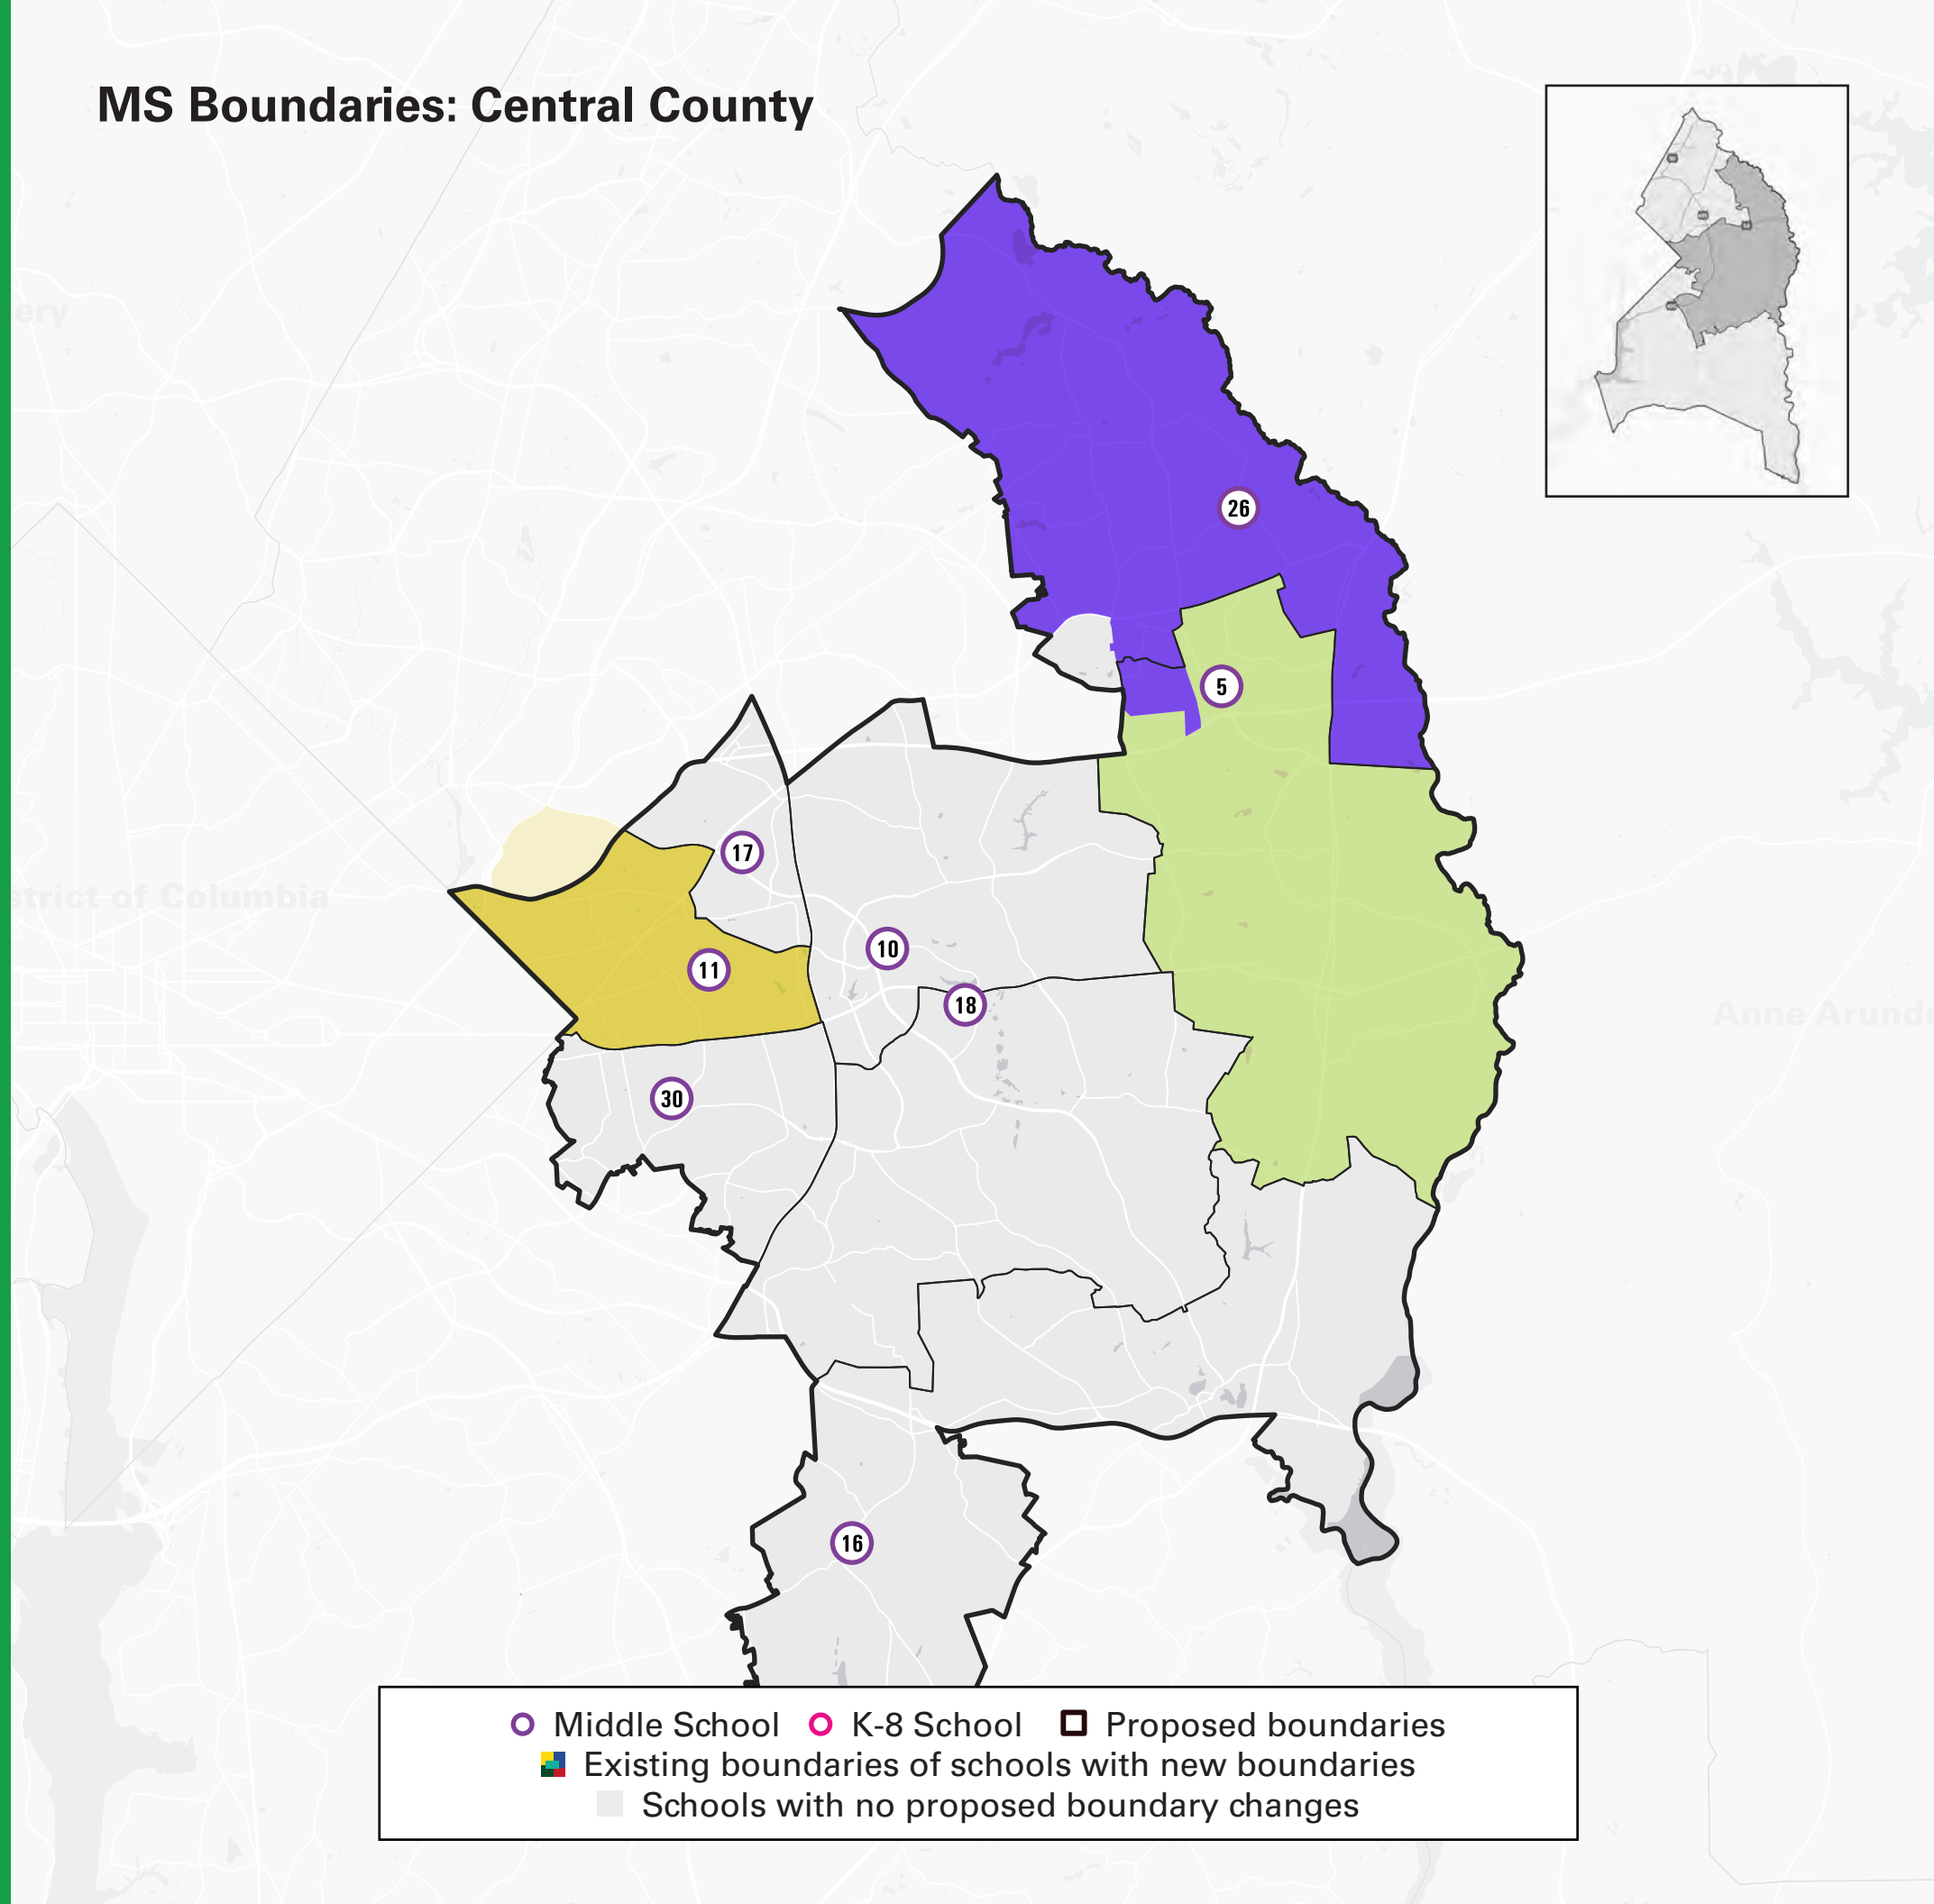 MS Boundaries: Central County
ery
26
5
17
strict of Columbia
10
11
18
Anne Arunde
30
16
Middle School K-8 School Proposed boundaries
Existing boundaries of schools with new boundaries
Schools with no proposed boundary changes